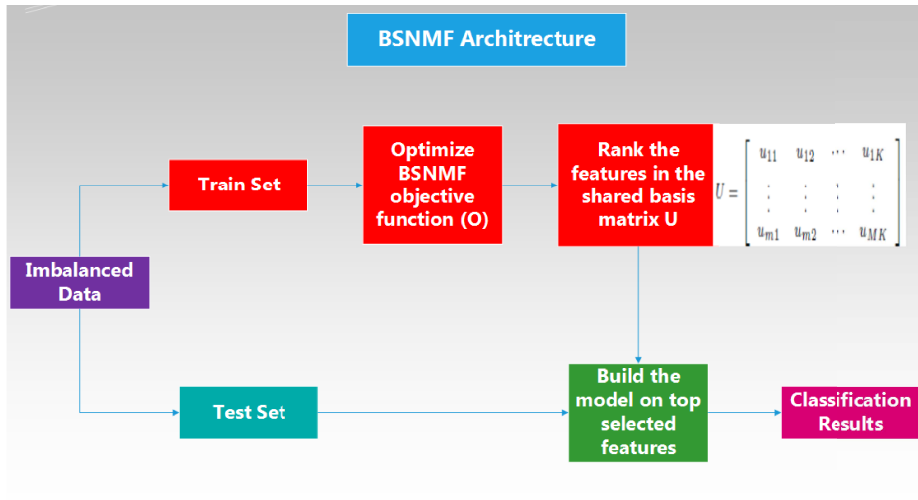 BSNMF Architrecture
Optimize
BSNMF
objective
function (O)
Rank the
features in the
shared basis
matrix U
U = [ u11 u12 ⋯ u1K
⋮ ⋮ ⋮ ⋮
um1 um2 ⋯ uMK ]
Train Set
Imbalanced
Data
Test Set
Build the
model on top
selected
features
Classification
Results